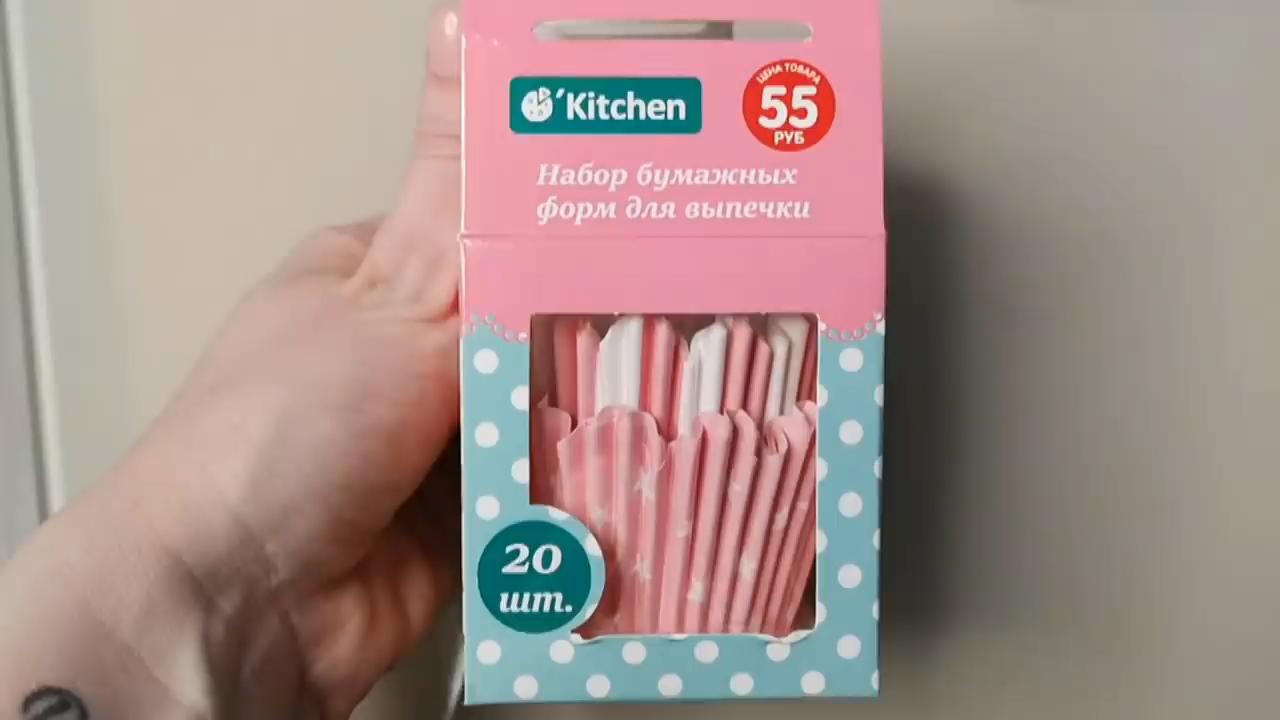 'Kitchen
ЦЕНА ТОВАРА
55
РУБ
Набор бумажных
форм для выпечки
20
шт.